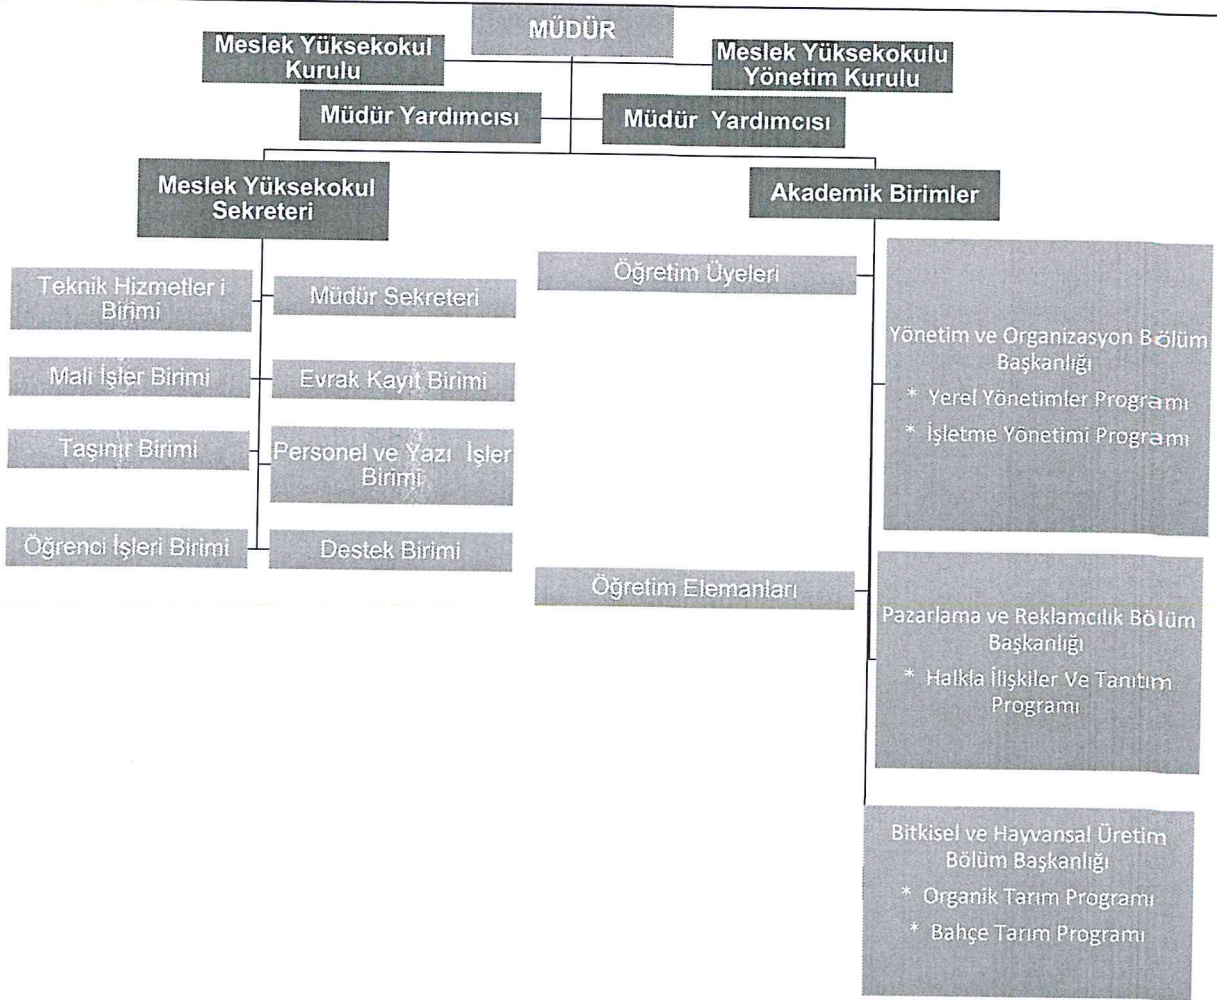 MÜDÜR
Meslek Yüksekokul
Kurulu
Meslek Yüksekokulu
Yönetim Kurulu
Müdür Yardımcısı
Müdür Yardımcısı
Meslek Yüksekokul
Sekreteri
Akademik Birimler
Teknik Hizmetler i
Birimi
Müdür Sekreteri
Mali İşler Birimi
Evrak Kayıt Birimi
Taşınır Birimi
Personel ve Yazı İşler
Birimi
Öğrenci İşleri Birimi
Destek Birimi
Öğretim Üyeleri
Öğretim Elemanları
Yönetim ve Organizasyon Bölüm
Başkanlığı
* Yerel Yönetimler Programı
* İşletme Yönetimi Programı
Pazarlama ve Reklamcılık Bölüm
Başkanlığı
* Halkla İlişkiler Ve Tanıtım
Programı
Bitkisel ve Hayvansal Üretim
Bölüm Başkanlığı
* Organik Tarım Programı
* Bahçe Tarım Programı